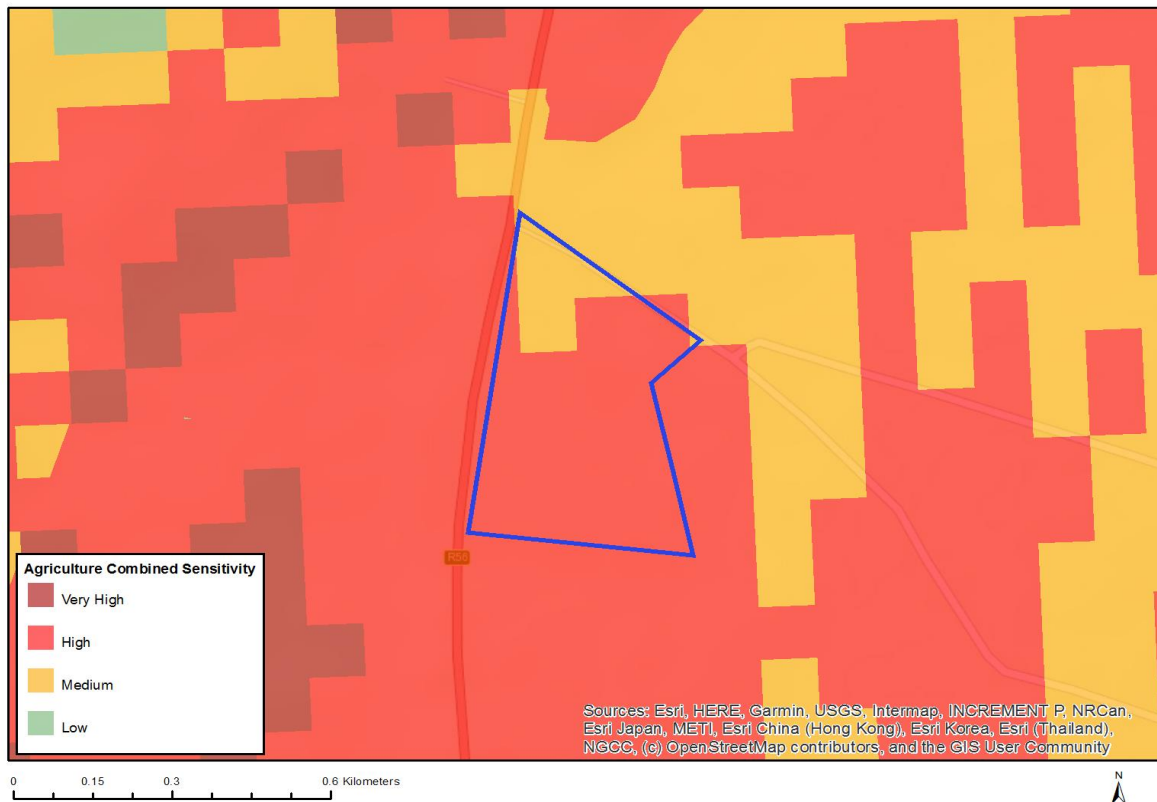 R56
Agriculture Combined Sensitivity
Very High
High
Medium
Low
Sources: Esri, HERE, Garmin, USGS, Intermap, INCREMENT P, NRCan,
Esri Japan, METI, Esri China (Hong Kong), Esri Korea, Esri (Thailand),
NGCC, (c) OpenStreetMap contributors, and the GIS User Community
0 0.15 0.3 0.6 Kilometers
N